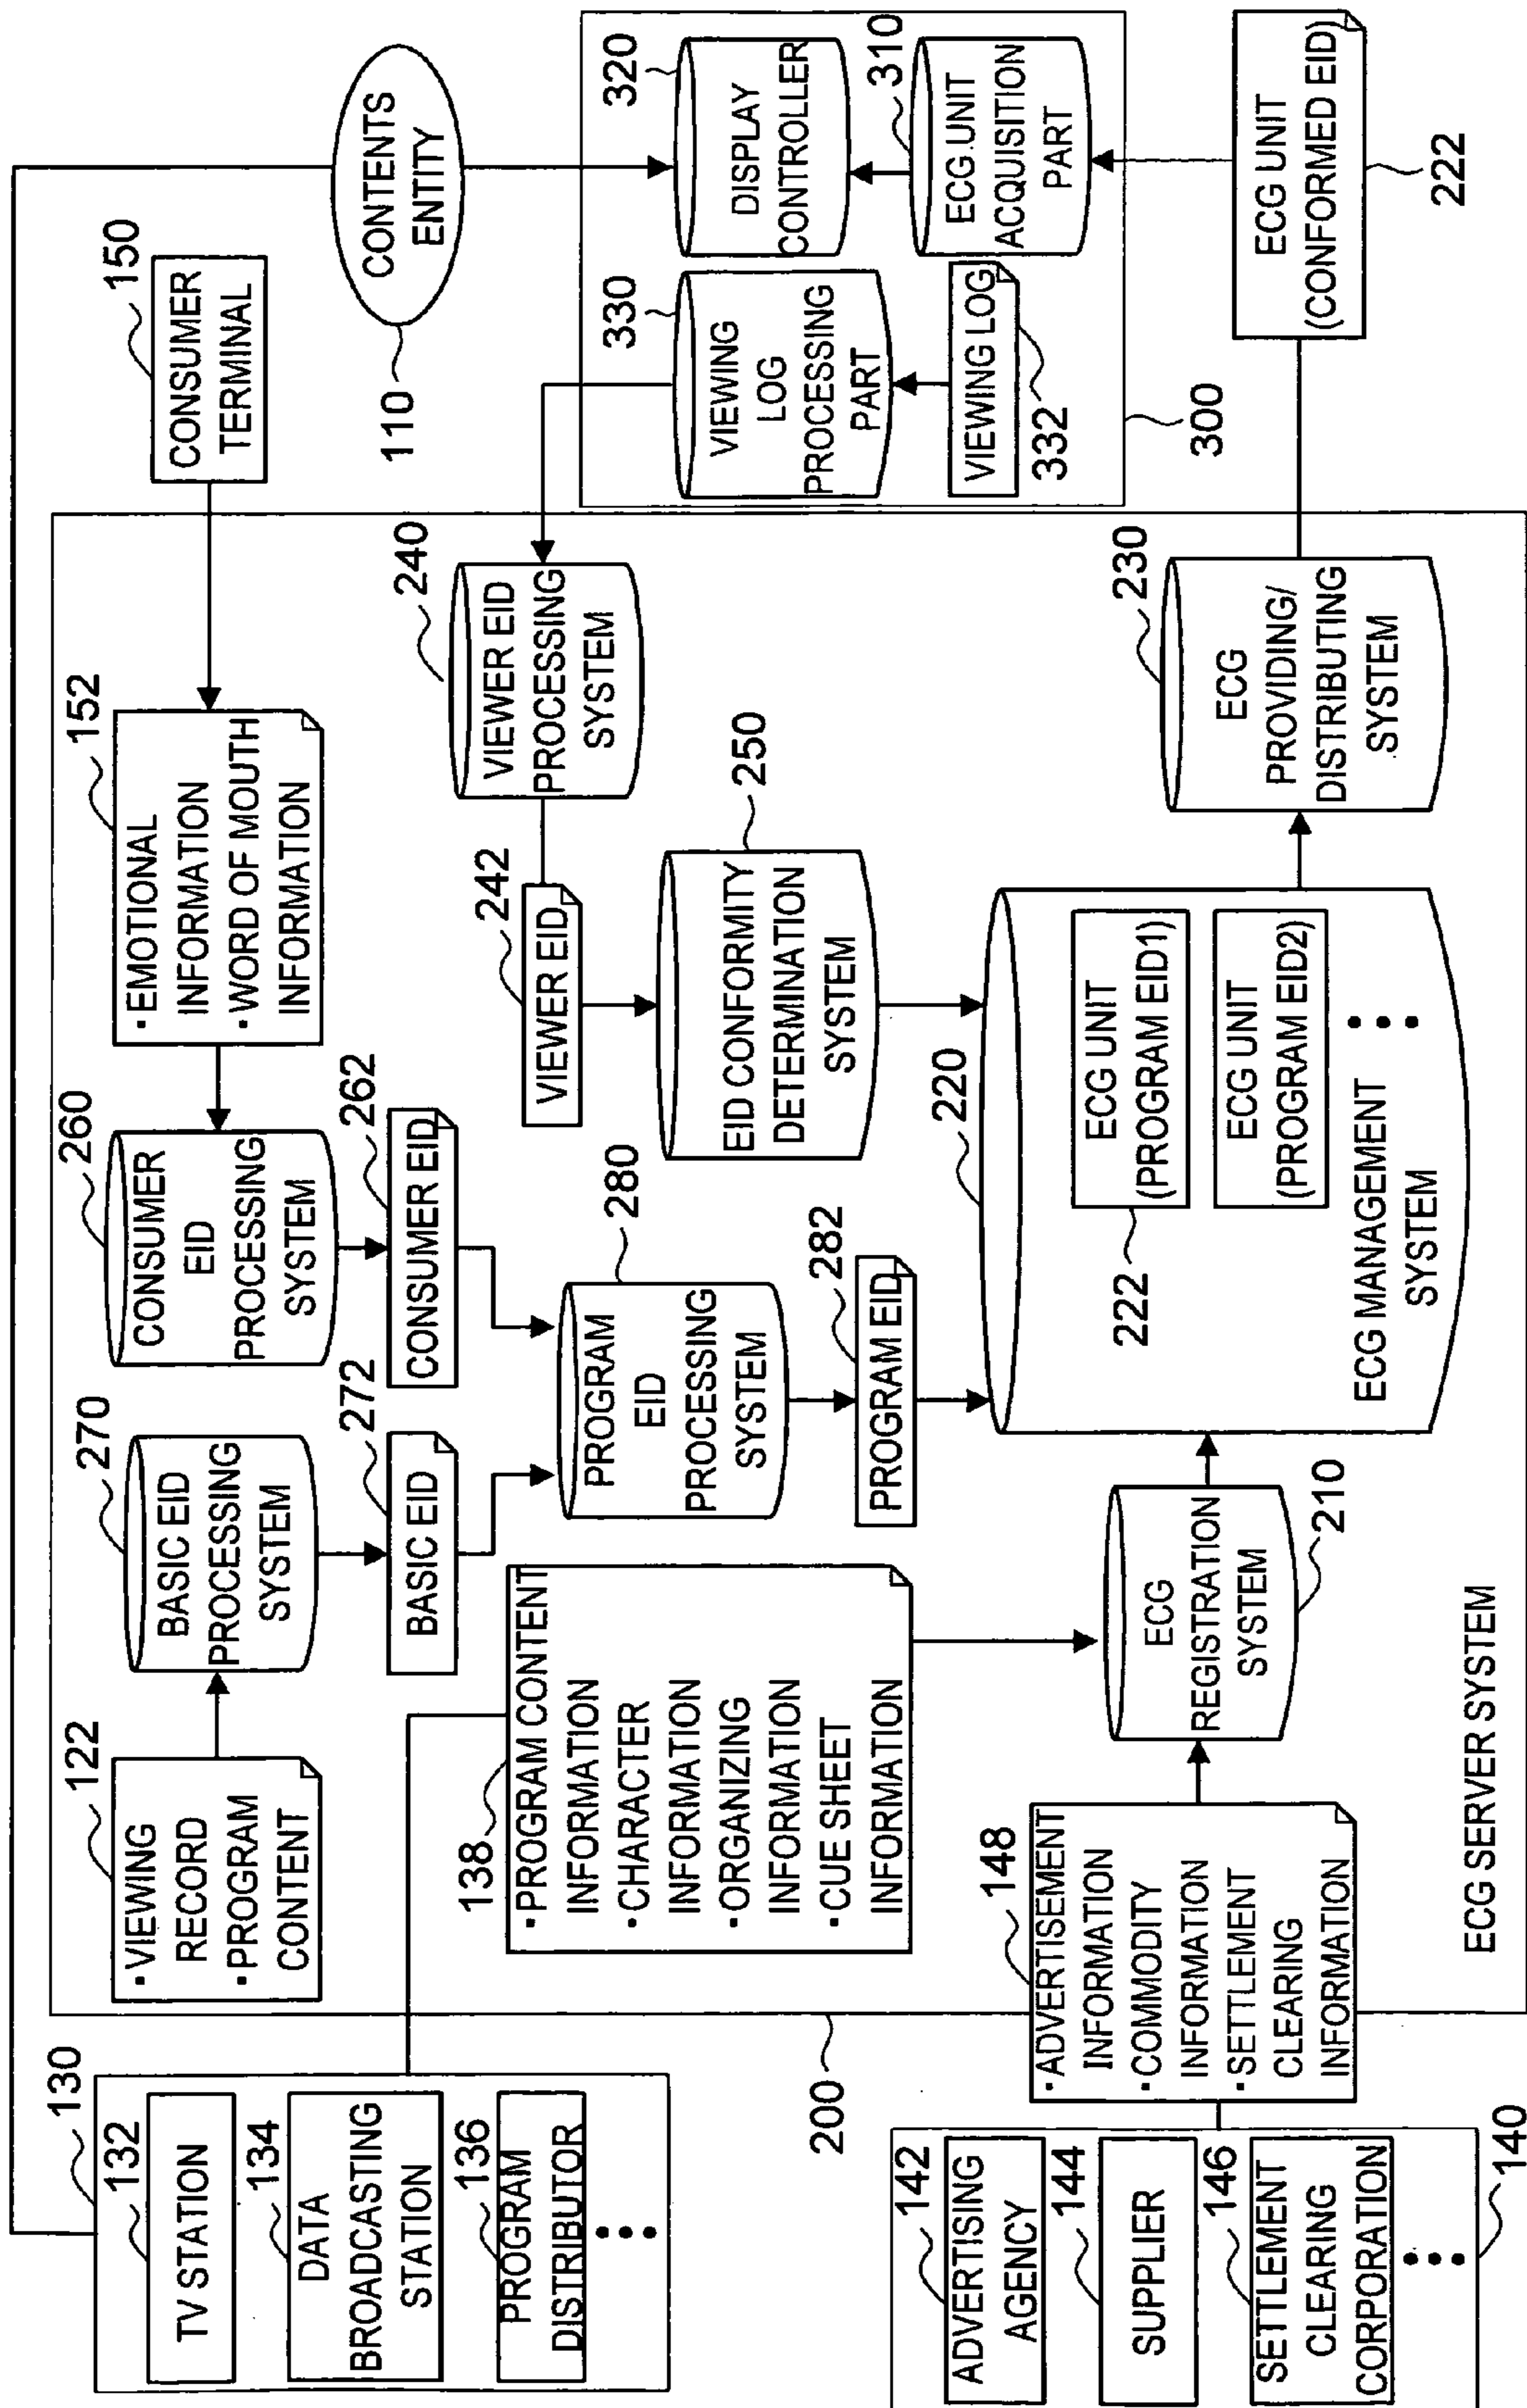 130
132
TV STATION
134
DATA
BROADCASTING
STATION
136
PROGRAM
DISTRIBUTOR
142
ADVERTISING
AGENCY
144
SUPPLIER
146
SETTLEMENT
CLEARING
CORPORATION
140
200
122
・VIEWING
RECORD
・PROGRAM
CONTENT
270
BASIC EID
PROCESSING
SYSTEM
272
BASIC EID
260
CONSUMER
EID
PROCESSING
SYSTEM
262
CONSUMER EID
152
・EMOTIONAL
INFORMATION
・WORD OF MOUTH
INFORMATION
150
CONSUMER
TERMINAL
110
CONTENTS
ENTITY
138
・PROGRAM CONTENT
INFORMATION
・CHARACTER
INFORMATION
・ORGANIZING
INFORMATION
・CUE SHEET
INFORMATION
280
PROGRAM
EID
PROCESSING
SYSTEM
282
PROGRAM EID
240
VIEWER EID
PROCESSING
SYSTEM
242
VIEWER EID
250
EID CONFORMITY
DETERMINATION
SYSTEM
148
・ADVERTISEMENT
INFORMATION
・COMMODITY
INFORMATION
・SETTLEMENT
CLEARING
INFORMATION
ECG
REGISTRATION
SYSTEM
210
220
222
ECG UNIT
(PROGRAM EID1)
ECG UNIT
(PROGRAM EID2)
ECG MANAGEMENT
SYSTEM
230
ECG
PROVIDING/
DISTRIBUTING
SYSTEM
ECG SERVER SYSTEM
330
VIEWING
LOG
PROCESSING
PART
VIEWING LOG
332
320
DISPLAY
CONTROLLER
310
ECG UNIT
ACQUISITION
PART
300
ECG UNIT
(CONFORMED EID)
222